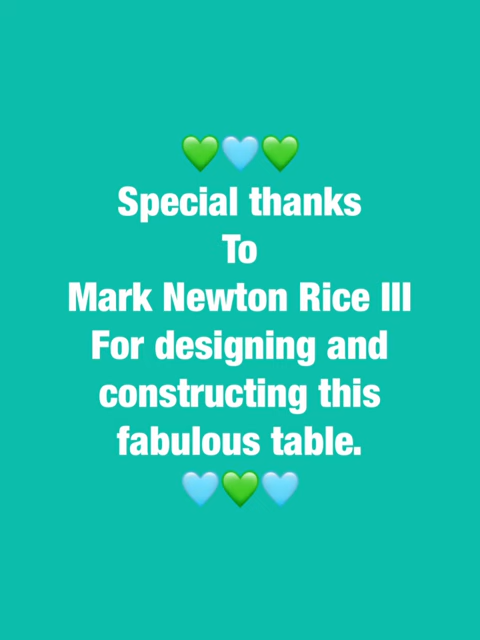 💚🩵💚
Special thanks
To
Mark Newton Rice III
For designing and
constructing this
fabulous table.
🩵💚🩵